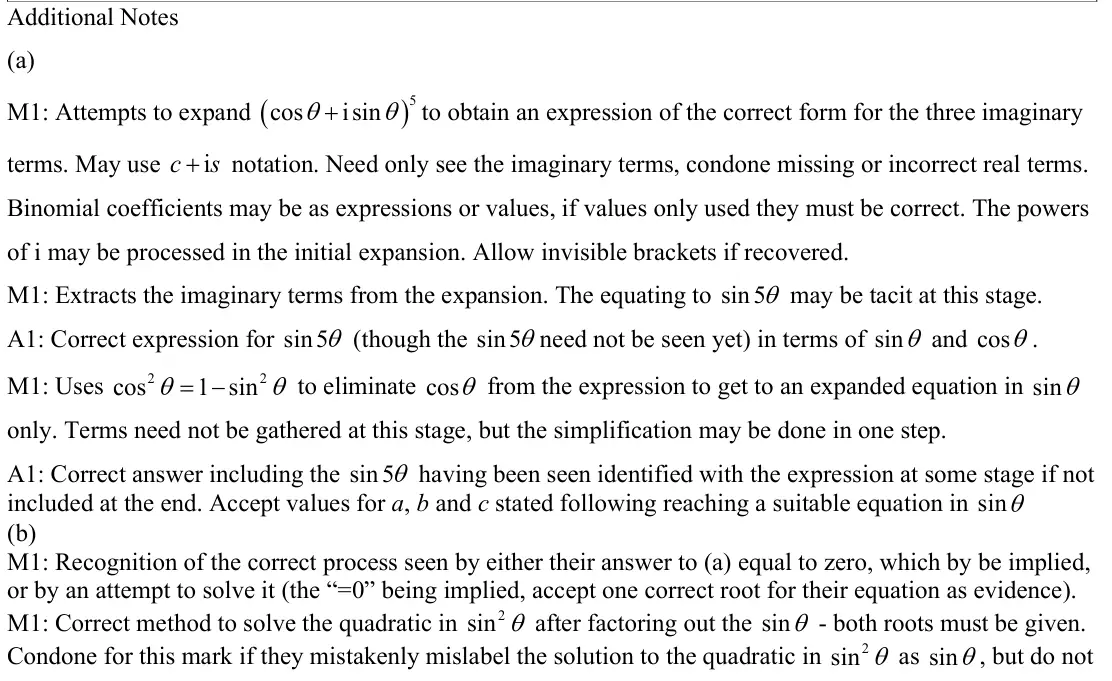 Additional Notes
(a)
M1: Attempts to expand (cos θ + i sin θ)⁵ to obtain an expression of the correct form for the three imaginary
terms. May use c + is notation. Need only see the imaginary terms, condone missing or incorrect real terms.
Binomial coefficients may be as expressions or values, if values only used they must be correct. The powers
of i may be processed in the initial expansion. Allow invisible brackets if recovered.
M1: Extracts the imaginary terms from the expansion. The equating to sin 5θ may be tacit at this stage.
A1: Correct expression for sin 5θ (though the sin 5θ need not be seen yet) in terms of sin θ and cos θ.
M1: Uses cos² θ = 1 − sin² θ to eliminate cos θ from the expression to get to an expanded equation in sin θ
only. Terms need not be gathered at this stage, but the simplification may be done in one step.
A1: Correct answer including the sin 5θ having been seen identified with the expression at some stage if not
included at the end. Accept values for a, b and c stated following reaching a suitable equation in sin θ
(b)
M1: Recognition of the correct process seen by either their answer to (a) equal to zero, which by be implied,
or by an attempt to solve it (the “=0” being implied, accept one correct root for their equation as evidence).
M1: Correct method to solve the quadratic in sin² θ after factoring out the sin θ - both roots must be given.
Condone for this mark if they mistakenly mislabel the solution to the quadratic in sin² θ as sin θ, but do not